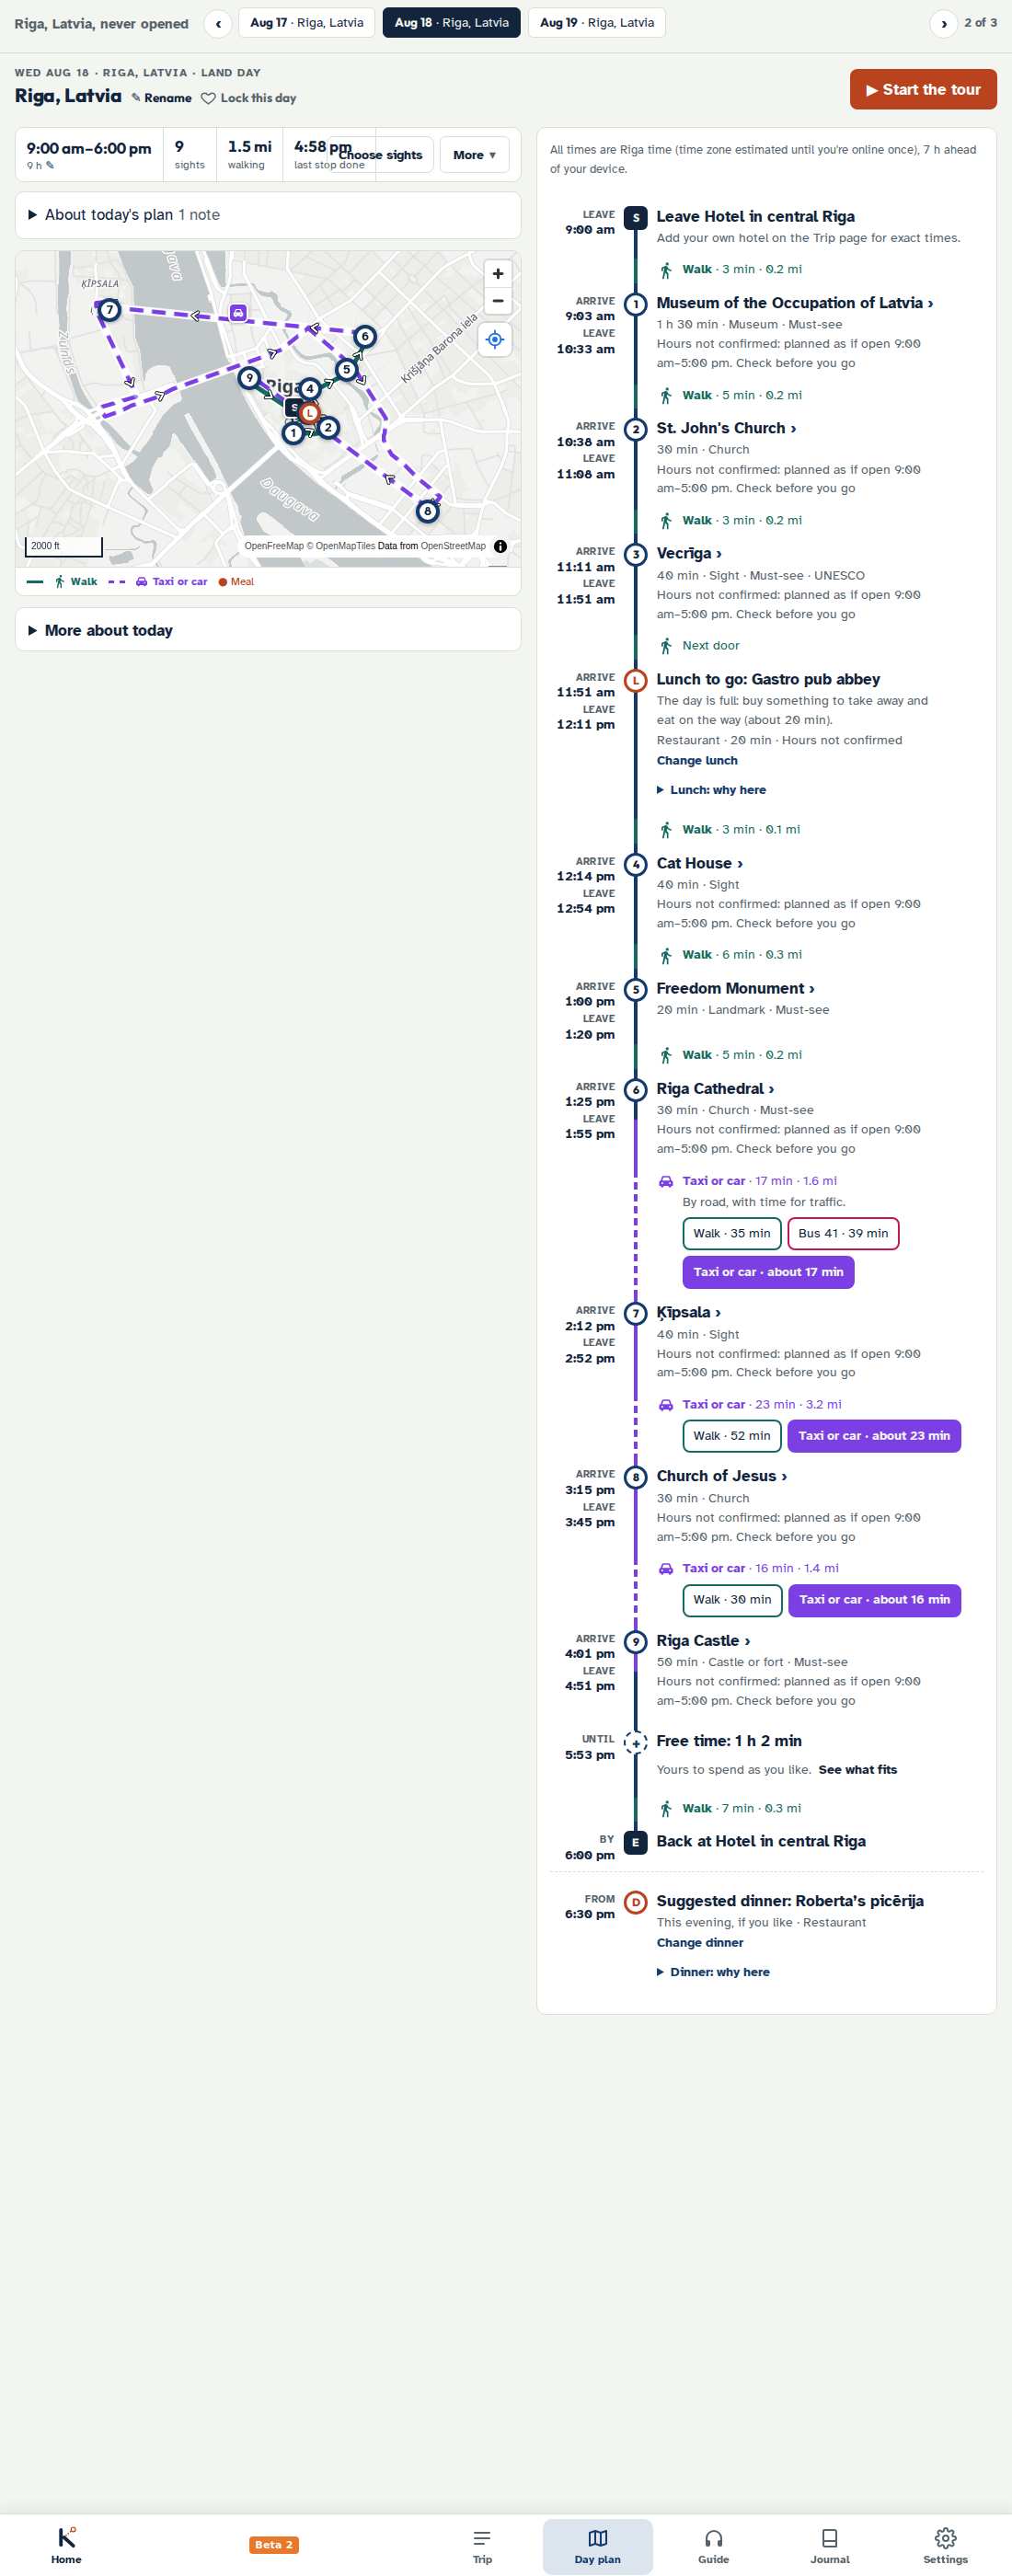 Riga, Latvia, never opened
‹
Aug 17 · Riga, Latvia
Aug 18 · Riga, Latvia
Aug 19 · Riga, Latvia
›
2 of 3
WED AUG 18 · RIGA, LATVIA · LAND DAY
Riga, Latvia
✎ Rename
Lock this day
▶ Start the tour
9:00 am–6:00 pm
9 h ✎
9
sights
1.5 mi
walking
4:58 pm
last stop done
Choose sights
More ▾
▶ About today's plan 1 note
ĶĪPSALA
Zunds
Daugava
Krišjāņa Barona iela
Riga
7
6
5
9
4
S
L
1
2
8
+
−
2000 ft
OpenFreeMap © OpenMapTiles Data from OpenStreetMap
Walk
Taxi or car
Meal
▶ More about today
All times are Riga time (time zone estimated until you're online once), 7 h ahead
of your device.
LEAVE
9:00 am
S
Leave Hotel in central Riga
Add your own hotel on the Trip page for exact times.
Walk · 3 min · 0.2 mi
ARRIVE
9:03 am
LEAVE
10:33 am
1
Museum of the Occupation of Latvia ›
1 h 30 min · Museum · Must-see
Hours not confirmed: planned as if open 9:00
am–5:00 pm. Check before you go
Walk · 5 min · 0.2 mi
ARRIVE
10:38 am
LEAVE
11:08 am
2
St. John's Church ›
30 min · Church
Hours not confirmed: planned as if open 9:00
am–5:00 pm. Check before you go
Walk · 3 min · 0.2 mi
ARRIVE
11:11 am
LEAVE
11:51 am
3
Vecrīga ›
40 min · Sight · Must-see · UNESCO
Hours not confirmed: planned as if open 9:00
am–5:00 pm. Check before you go
Next door
ARRIVE
11:51 am
LEAVE
12:11 pm
L
Lunch to go: Gastro pub abbey
The day is full: buy something to take away and
eat on the way (about 20 min).
Restaurant · 20 min · Hours not confirmed
Change lunch
▶ Lunch: why here
Walk · 3 min · 0.1 mi
ARRIVE
12:14 pm
LEAVE
12:54 pm
4
Cat House ›
40 min · Sight
Hours not confirmed: planned as if open 9:00
am–5:00 pm. Check before you go
Walk · 6 min · 0.3 mi
ARRIVE
1:00 pm
LEAVE
1:20 pm
5
Freedom Monument ›
20 min · Landmark · Must-see
Walk · 5 min · 0.2 mi
ARRIVE
1:25 pm
LEAVE
1:55 pm
6
Riga Cathedral ›
30 min · Church · Must-see
Hours not confirmed: planned as if open 9:00
am–5:00 pm. Check before you go
Taxi or car · 17 min · 1.6 mi
By road, with time for traffic.
Walk · 35 min
Bus 41 · 39 min
Taxi or car · about 17 min
ARRIVE
2:12 pm
LEAVE
2:52 pm
7
Ķīpsala ›
40 min · Sight
Hours not confirmed: planned as if open 9:00
am–5:00 pm. Check before you go
Taxi or car · 23 min · 3.2 mi
Walk · 52 min
Taxi or car · about 23 min
ARRIVE
3:15 pm
LEAVE
3:45 pm
8
Church of Jesus ›
30 min · Church
Hours not confirmed: planned as if open 9:00
am–5:00 pm. Check before you go
Taxi or car · 16 min · 1.4 mi
Walk · 30 min
Taxi or car · about 16 min
ARRIVE
4:01 pm
LEAVE
4:51 pm
9
Riga Castle ›
50 min · Castle or fort · Must-see
Hours not confirmed: planned as if open 9:00
am–5:00 pm. Check before you go
UNTIL
5:53 pm
+
Free time: 1 h 2 min
Yours to spend as you like. See what fits
Walk · 7 min · 0.3 mi
BY
6:00 pm
E
Back at Hotel in central Riga
FROM
6:30 pm
D
Suggested dinner: Roberta's picērija
This evening, if you like · Restaurant
Change dinner
▶ Dinner: why here
Home
Beta 2
Trip
Day plan
Guide
Journal
Settings